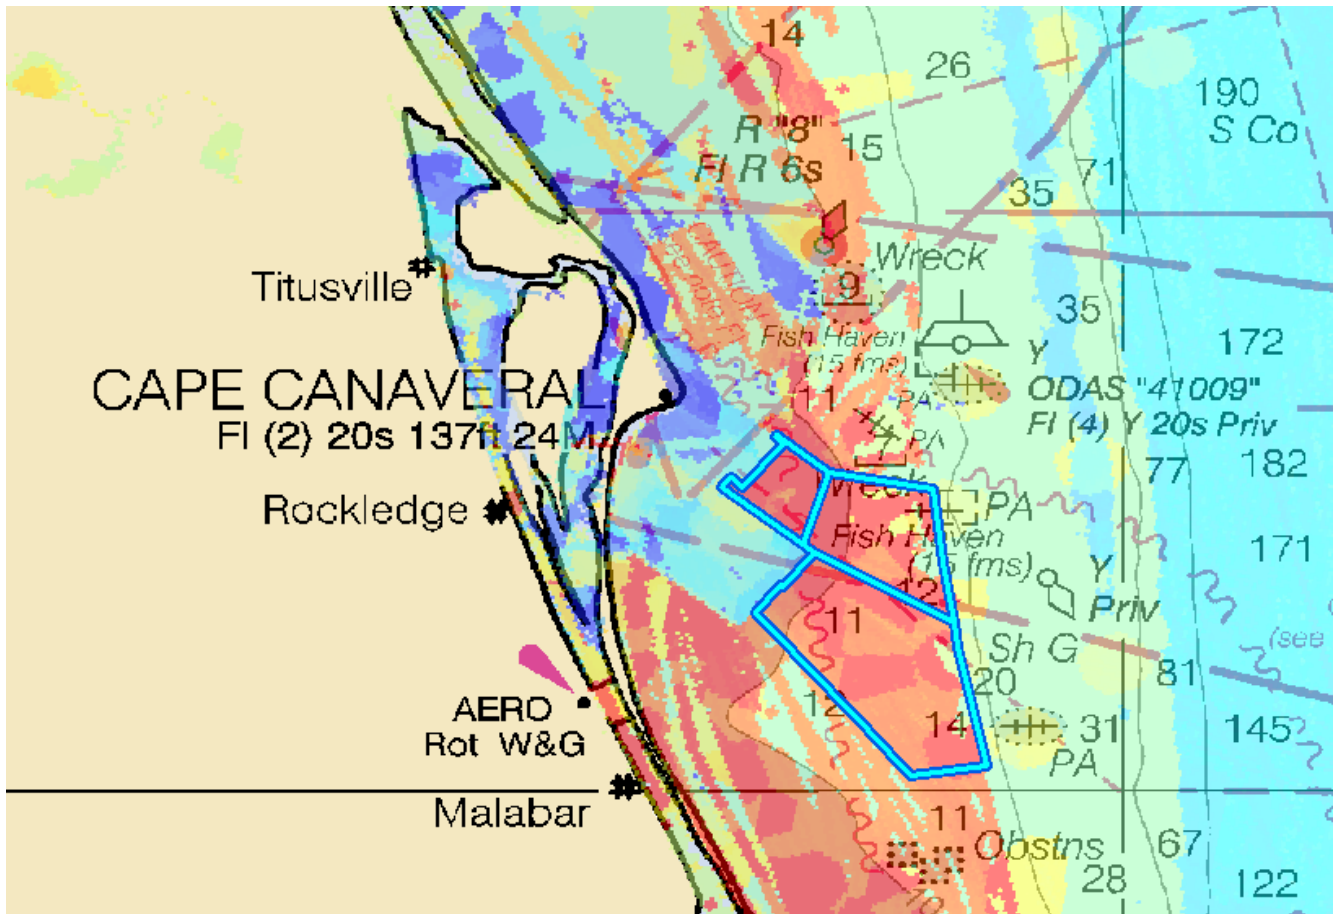 14
26
190
S Co
R "8"
Fl R 6s
15
71
35
Wreck
Titusville
9
35
172
Fish Haven
(15 fms)
Y
CAPE CANAVERAL
11
PA
ODAS "41009"
Fl (2) 20s 137ft 24M
Fl (4) Y 20s Priv
PA
77
182
Wreck
Rockledge
PA
Fish Haven
171
(15 fms)
Y
12
Priv
11
(see
Sh G
20
81
12
AERO
14
31
145
Rot W&G
PA
Malabar
11
Obstns
67
28
122
10